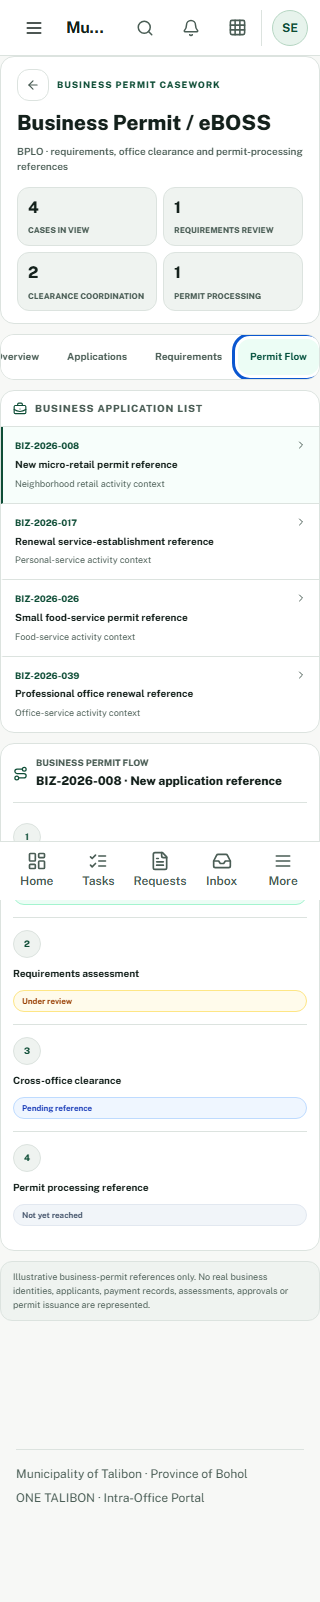 Mu...
SE
BUSINESS PERMIT CASEWORK
Business Permit / eBOSS
BPLO · requirements, office clearance and permit-processing
references
4
CASES IN VIEW
1
REQUIREMENTS REVIEW
2
CLEARANCE COORDINATION
1
PERMIT PROCESSING
verview
Applications
Requirements
Permit Flow
BUSINESS APPLICATION LIST
BIZ-2026-008
New micro-retail permit reference
Neighborhood retail activity context
BIZ-2026-017
Renewal service-establishment reference
Personal-service activity context
BIZ-2026-026
Small food-service permit reference
Food-service activity context
BIZ-2026-039
Professional office renewal reference
Office-service activity context
BUSINESS PERMIT FLOW
BIZ-2026-008 · New application reference
1
Home
Tasks
Requests
Inbox
More
2
Requirements assessment
Under review
3
Cross-office clearance
Pending reference
4
Permit processing reference
Not yet reached
Illustrative business-permit references only. No real business
identities, applicants, payment records, assessments, approvals or
permit issuance are represented.
Municipality of Talibon · Province of Bohol
ONE TALIBON · Intra-Office Portal